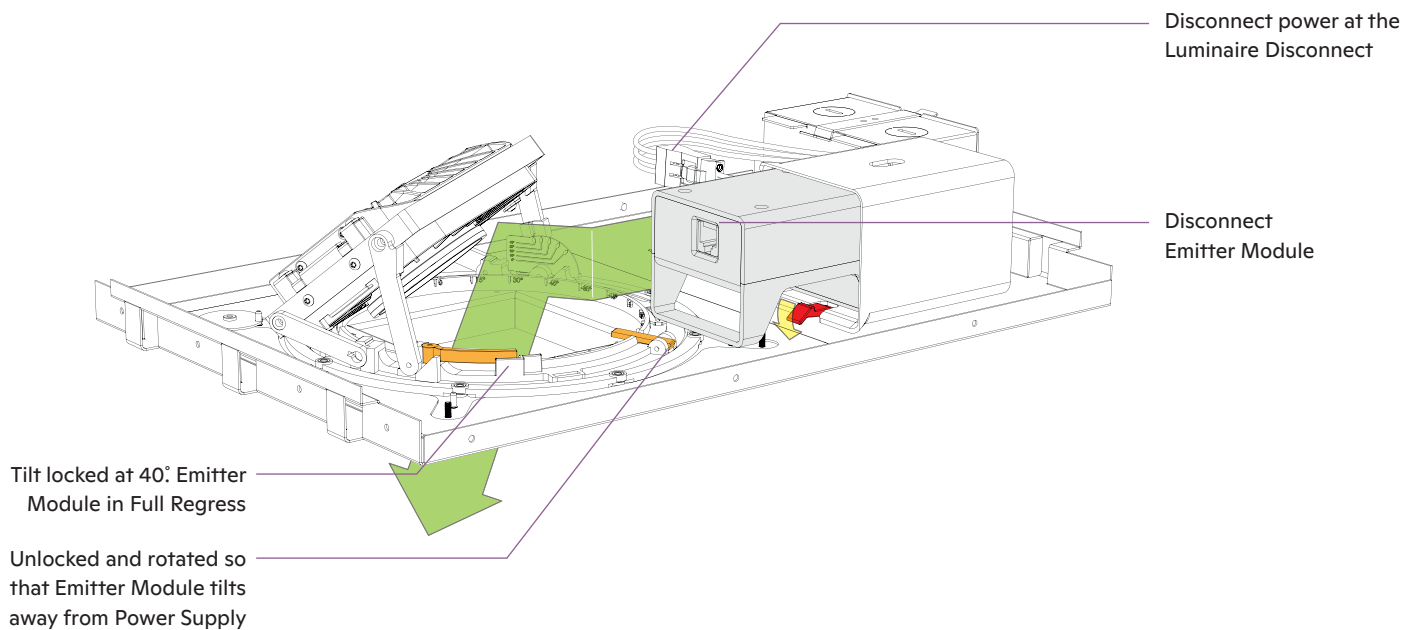 Disconnect power at the
Luminaire Disconnect
Disconnect
Emitter Module
Tilt locked at 40°. Emitter
Module in Full Regress
Unlocked and rotated so
that Emitter Module tilts
away from Power Supply